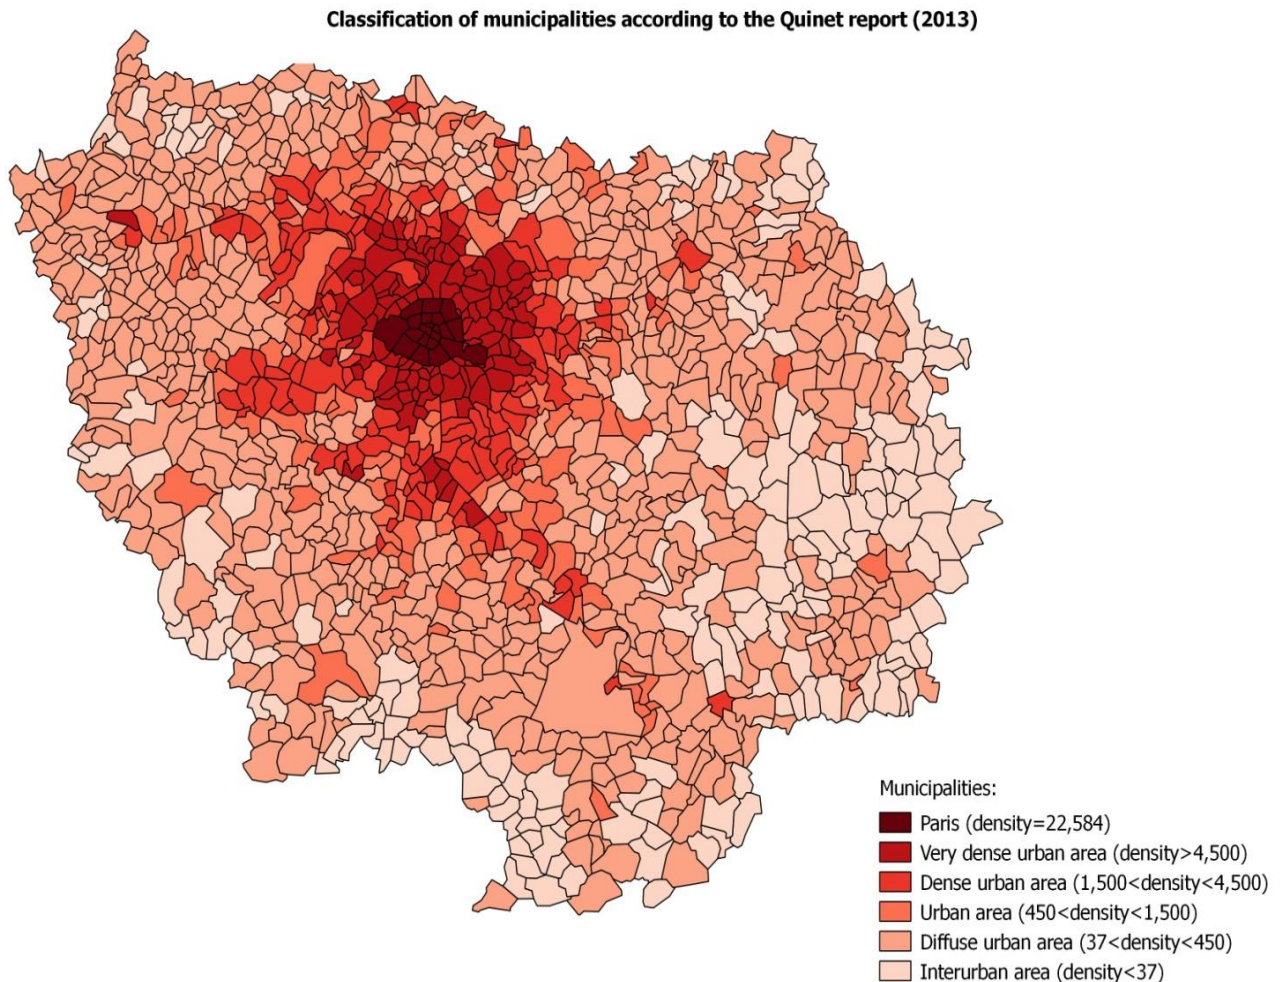 Classification of municipalities according to the Quinet report (2013)
Municipalities:
Paris (density=22,584)
Very dense urban area (density>4,500)
Dense urban area (1,500<density<4,500)
Urban area (450<density<1,500)
Diffuse urban area (37<density<450)
Interurban area (density<37)